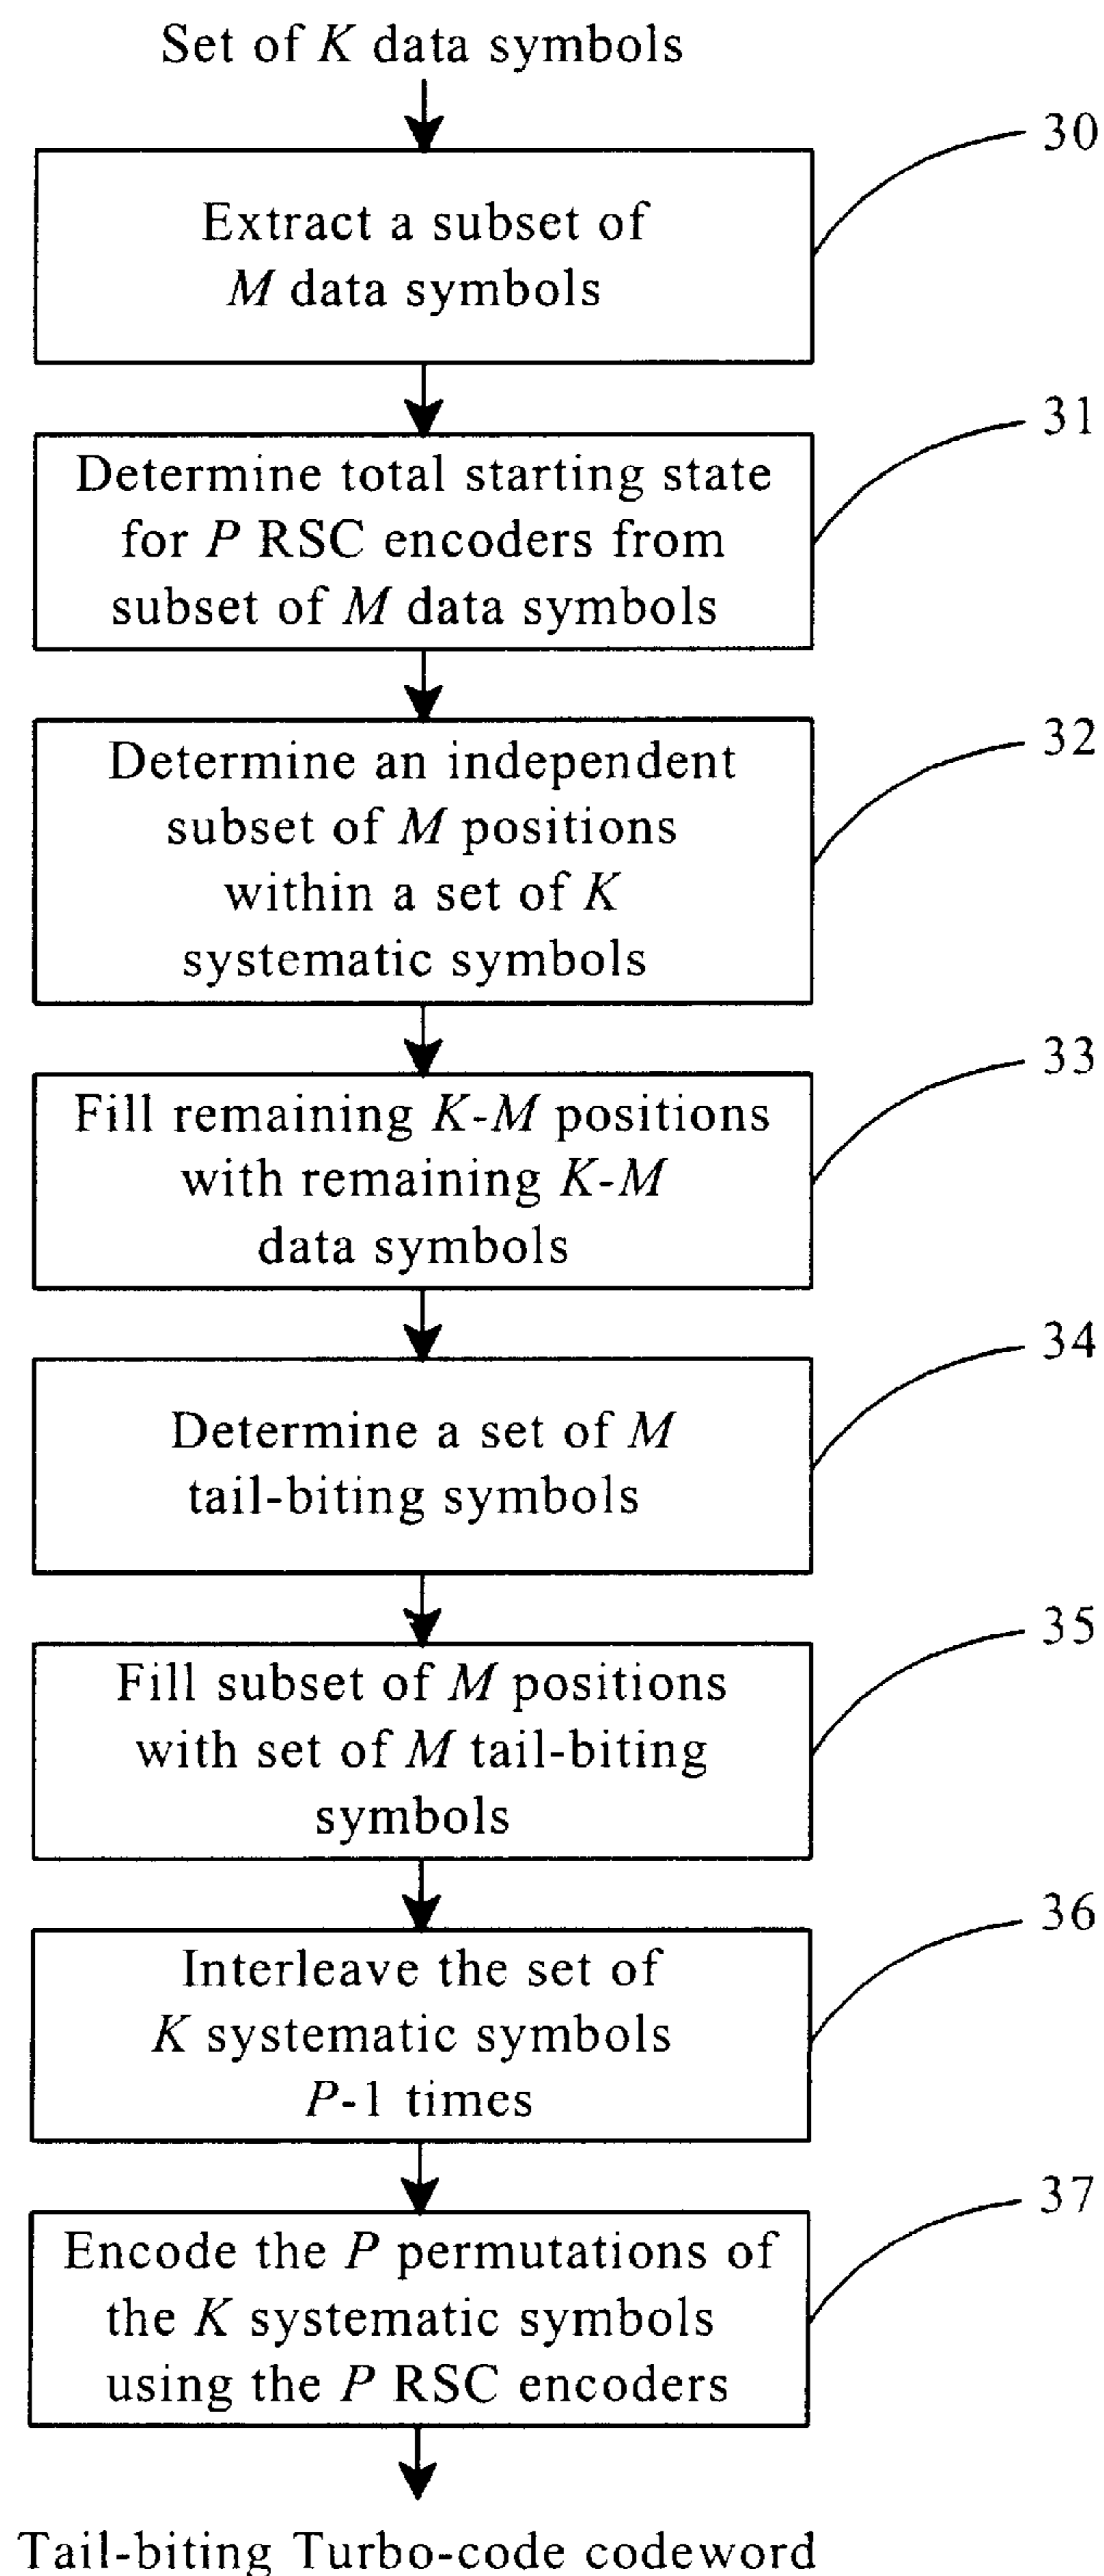 Set of K data symbols
30
Extract a subset of
M data symbols
31
Determine total starting state
for P RSC encoders from
subset of M data symbols
32
Determine an independent
subset of M positions
within a set of K
systematic symbols
33
Fill remaining K-M positions
with remaining K-M
data symbols
34
Determine a set of M
tail-biting symbols
35
Fill subset of M positions
with set of M tail-biting
symbols
36
Interleave the set of
K systematic symbols
P-1 times
37
Encode the P permutations of
the K systematic symbols
using the P RSC encoders
Tail-biting Turbo-code codeword